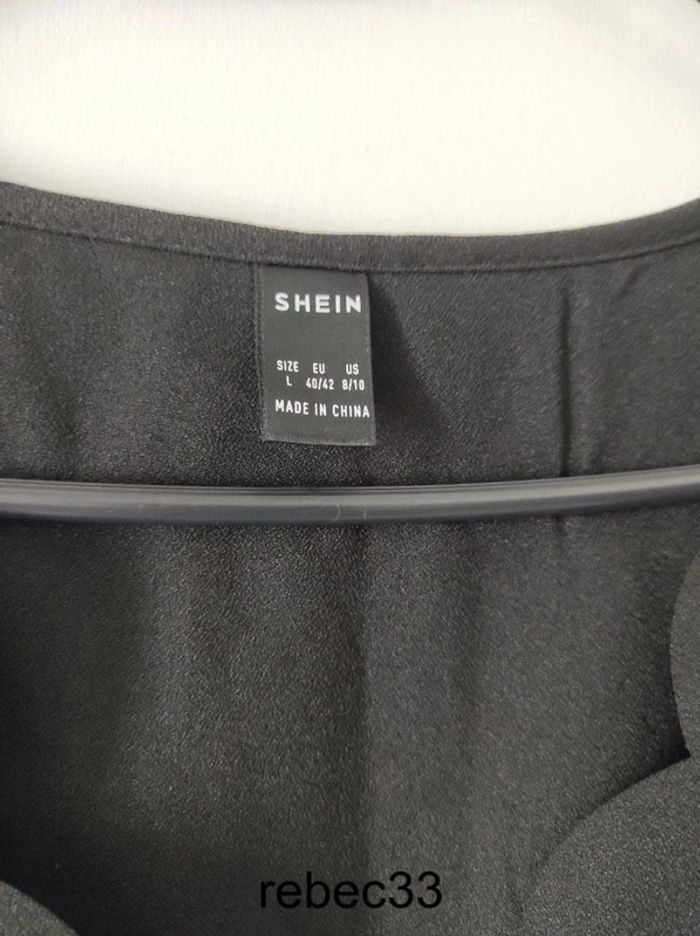 SHEIN
SIZE EU US
L 40/42 8/10
MADE IN CHINA
rebec33